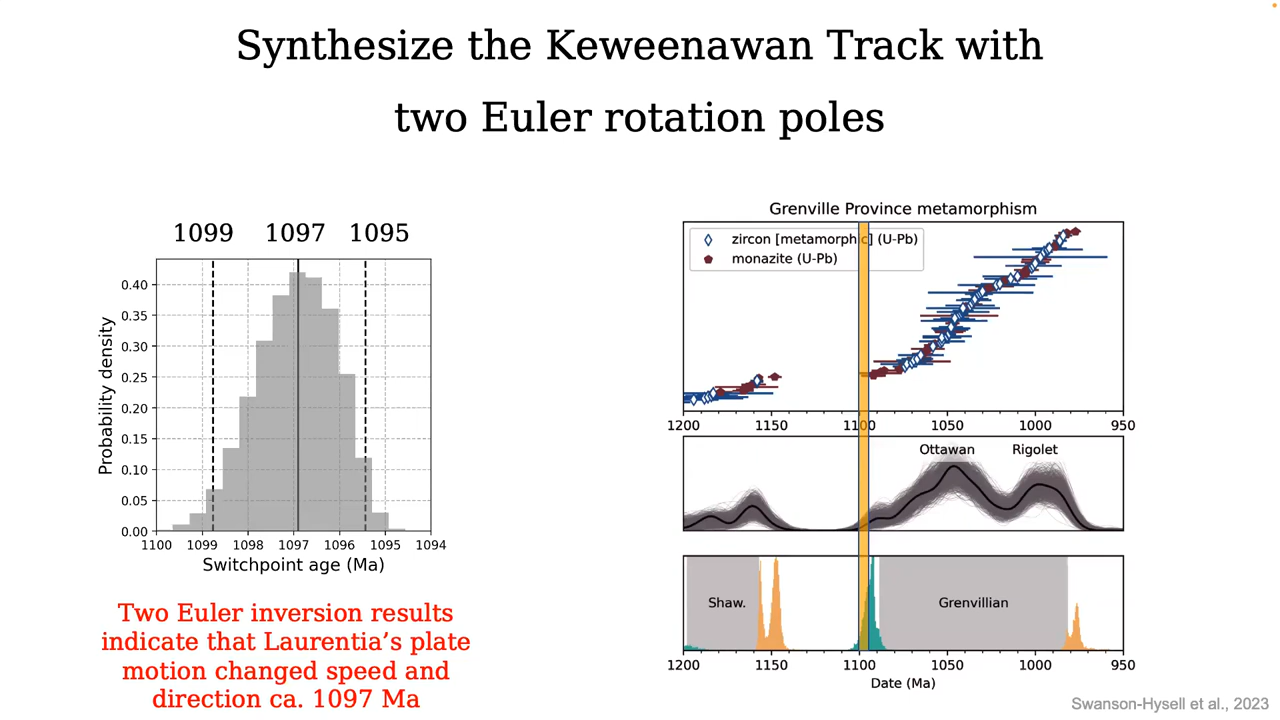 Synthesize the Keweenawan Track with
two Euler rotation poles
1099 1097 1095
0.40
0.35
0.30
0.25
0.20
0.15
0.10
0.05
0.00
Probability density
1100 1099 1098 1097 1096 1095 1094
Switchpoint age (Ma)
Two Euler inversion results
indicate that Laurentia’s plate
motion changed speed and
direction ca. 1097 Ma
Grenville Province metamorphism
zircon [metamorphic] (U-Pb)
monazite (U-Pb)
1200 1150 1100 1050 1000 950
Ottawan Rigolet
Shaw. Grenvillian
1200 1150 1100 1050 1000 950
Date (Ma)
Swanson-Hysell et al., 2023